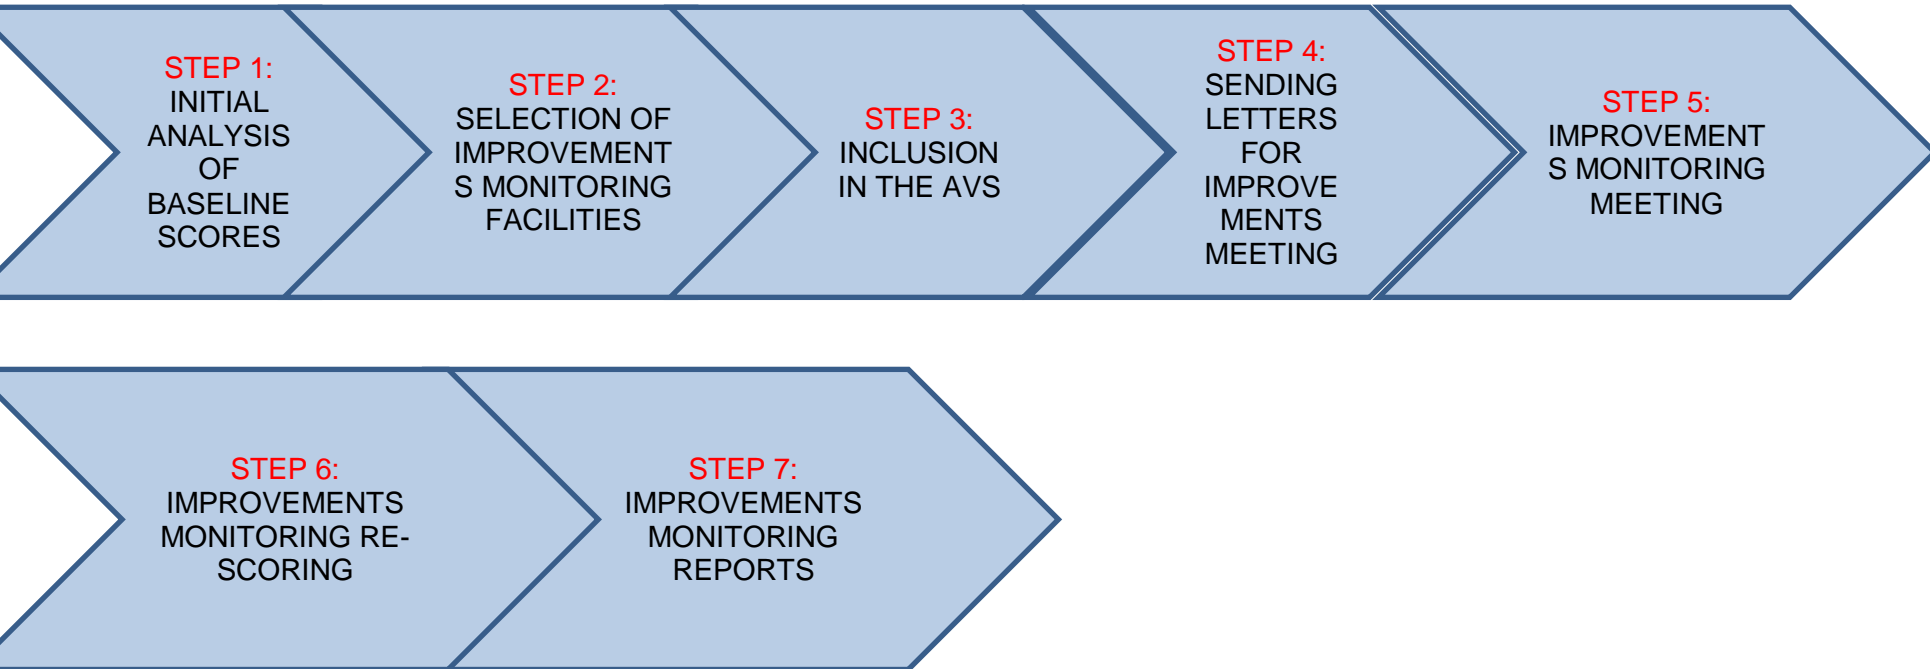 STEP 1:
INITIAL
ANALYSIS
OF
BASELINE
SCORES
STEP 2:
SELECTION OF
IMPROVEMENT
S MONITORING
FACILITIES
STEP 3:
INCLUSION
IN THE AVS
STEP 4:
SENDING
LETTERS
FOR
IMPROVE
MENTS
MEETING
STEP 5:
IMPROVEMENT
S MONITORING
MEETING
STEP 6:
IMPROVEMENTS
MONITORING RE-
SCORING
STEP 7:
IMPROVEMENTS
MONITORING
REPORTS